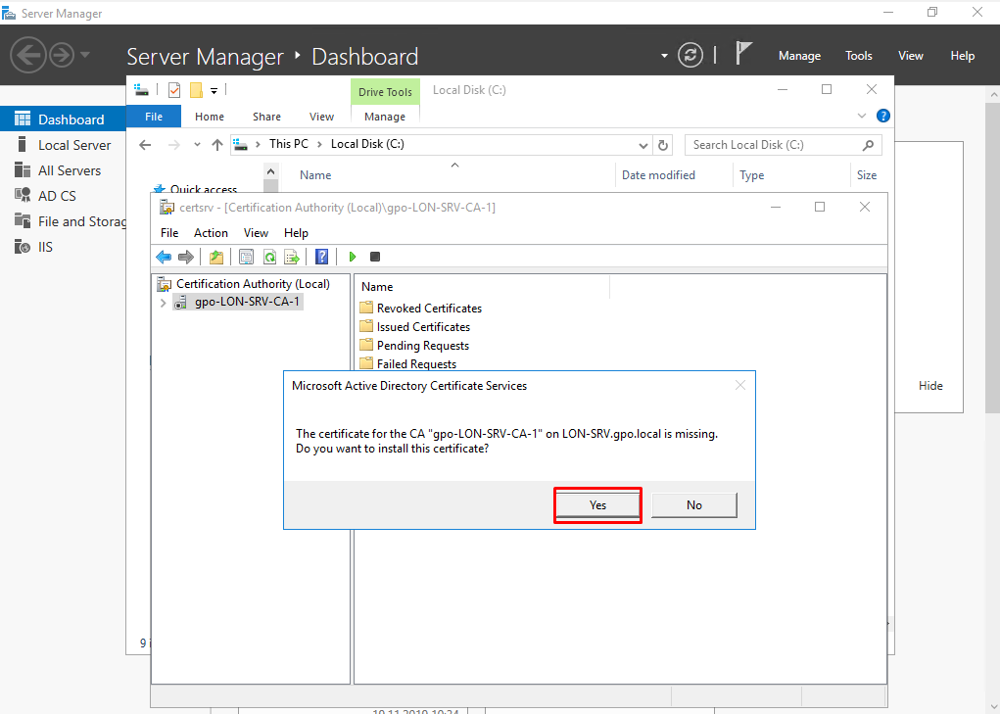 Server Manager
Server Manager Dashboard
Manage Tools View Help
Drive Tools
Local Disk (C:)
File Home Share View Manage
This PC Local Disk (C:)
Search Local Disk (C:)
Dashboard
Local Server
All Servers
AD CS
File and Storag
IIS
Name Date modified Type Size
Quick access
certsrv - [Certification Authority (Local)\gpo-LON-SRV-CA-1]
File Action View Help
Certification Authority (Local)
gpo-LON-SRV-CA-1
Name
Revoked Certificates
Issued Certificates
Pending Requests
Failed Requests
Hide
Microsoft Active Directory Certificate Services
The certificate for the CA "gpo-LON-SRV-CA-1" on LON-SRV.gpo.local is missing.
Do you want to install this certificate?
Yes No
9 i